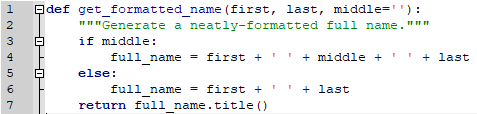 1 def get_formatted_name(first, last, middle=''):
2     """Generate a neatly-formatted full name."""
3     if middle:
4         full_name = first + ' ' + middle + ' ' + last
5     else:
6         full_name = first + ' ' + last
7     return full_name.title()